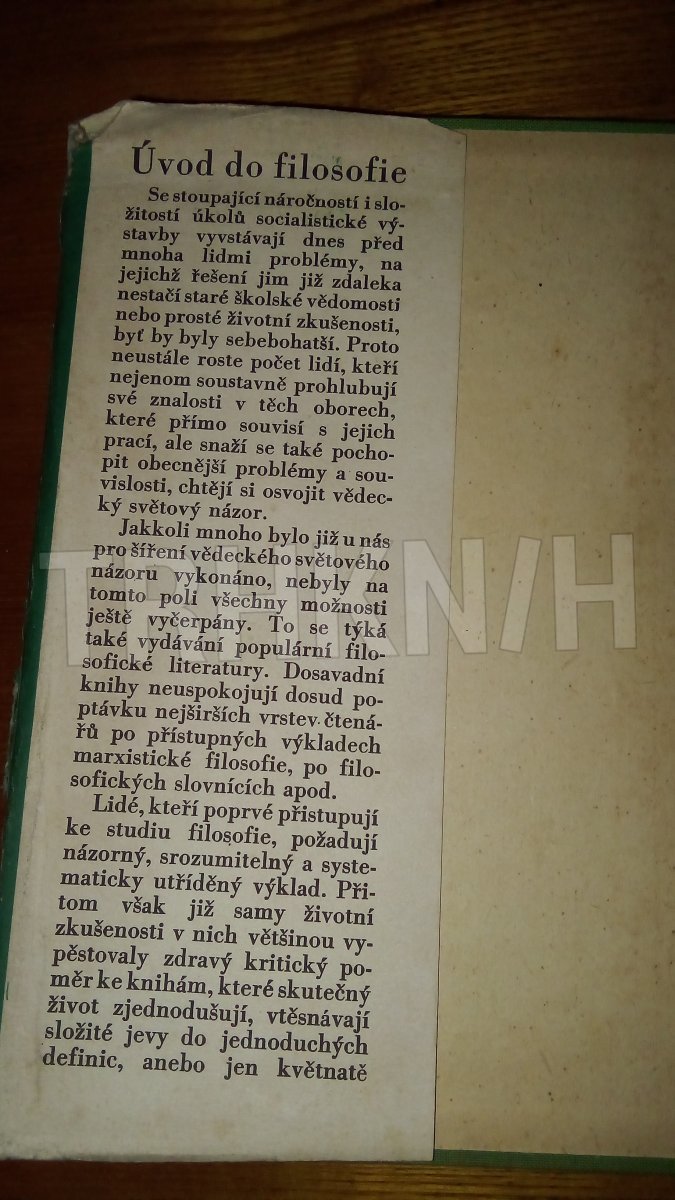 Úvod do filosofie
Se stoupající náročností i slo-
žitostí úkolů socialistické vý-
stavby vyvstávají dnes před
mnoha lidmi problémy, na
jejichž řešení jim již zdaleka
nestačí staré školské vědomosti
nebo prosté životní zkušenosti,
byť by byly sebebohatší. Proto
neustále roste počet lidí, kteří
nejenom soustavně prohlubují
své znalosti v těch oborech,
které přímo souvisí s jejich
prací, ale snaží se také pocho-
pit obecnější problémy a sou-
vislosti, chtějí si osvojit vědec-
ký světový názor.
Jakkoli mnoho bylo již u nás
pro šíření vědeckého světového
názoru vykonáno, nebyly na
tomto poli všechny možnosti
ještě vyčerpány. To se týká
také vydávání populární filo-
sofické literatury. Dosavadní
knihy neuspokojují dosud po-
ptávku nejširších vrstev čtená-
řů po přístupných výkladech
marxistické filosofie, po filo-
sofických slovnících apod.
Lidé, kteří poprvé přistupují
ke studiu filosofie, požadují
názorný, srozumitelný a syste-
maticky utříděný výklad. Při-
tom však již samy životní
zkušenosti v nich většinou vy-
pěstovaly zdravý kritický po-
měr ke knihám, které skutečný
život zjednodušují, vtěsnávají
složité jevy do jednoduchých
definic, anebo jen květnatě